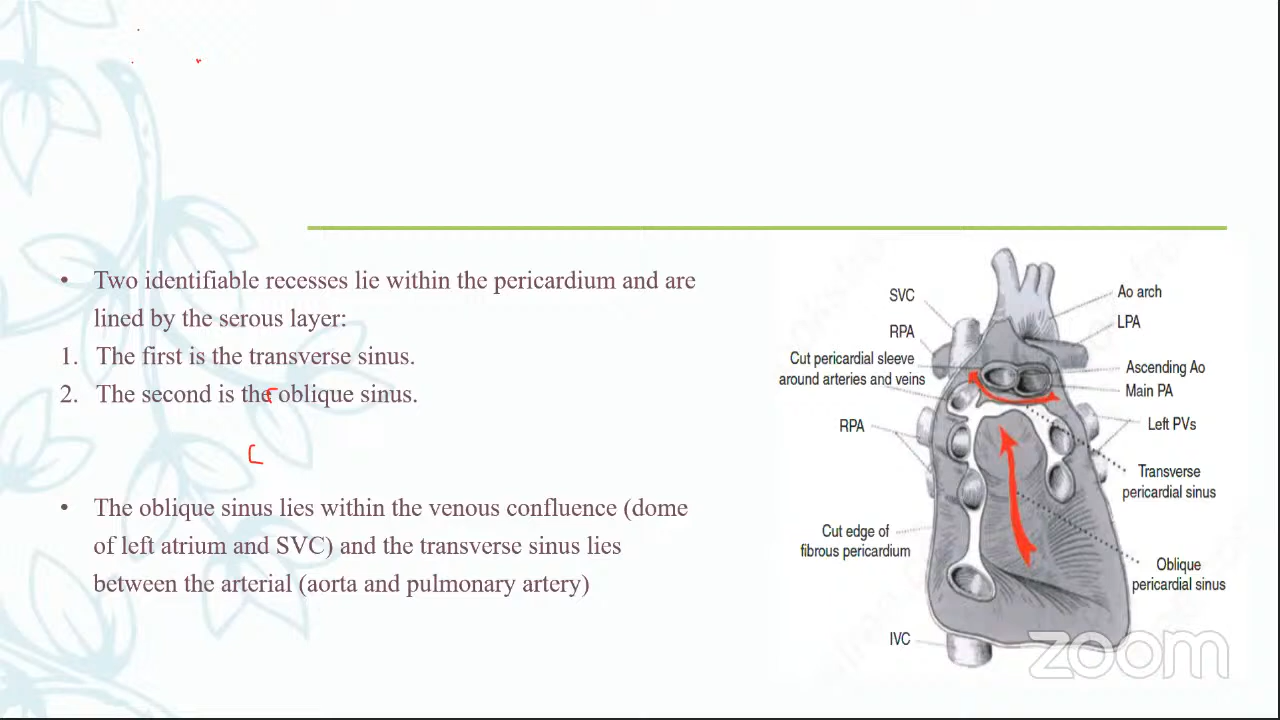 • Two identifiable recesses lie within the pericardium and are
lined by the serous layer:
1. The first is the transverse sinus.
2. The second is the oblique sinus.
• The oblique sinus lies within the venous confluence (dome
of left atrium and SVC) and the transverse sinus lies
between the arterial (aorta and pulmonary artery)
SVC
RPA
Cut pericardial sleeve
around arteries and veins
RPA
Cut edge of
fibrous pericardium
IVC
Ao arch
LPA
Ascending Ao
Main PA
Left PVs
Transverse
pericardial sinus
Oblique
pericardial sinus
zoom